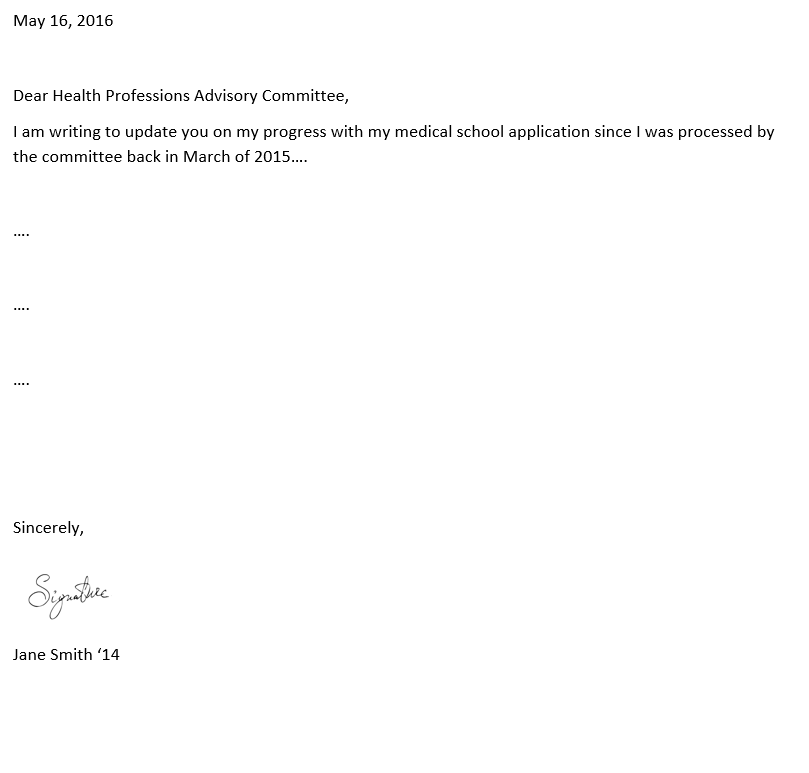 May 16, 2016
Dear Health Professions Advisory Committee,
I am writing to update you on my progress with my medical school application since I was processed by
the committee back in March of 2015....
....
....
....
Sincerely,
Signature
Jane Smith ‘14